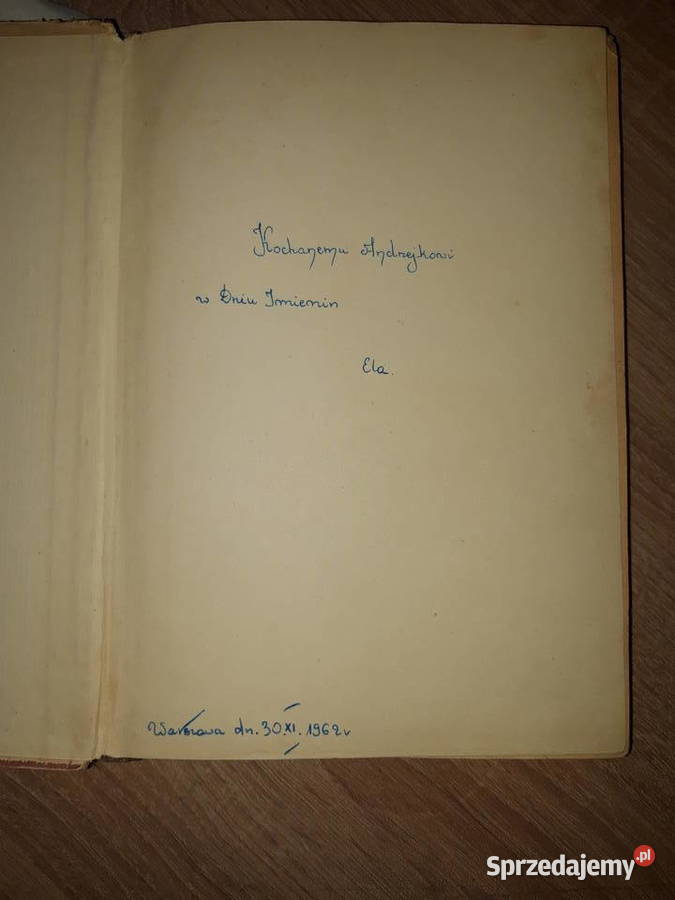 Kochanemu Andrzejkowi
w Dniu Imienin
Ela.
Warszawa dn. 30.XI.1962r
Sprzedajemy.pl